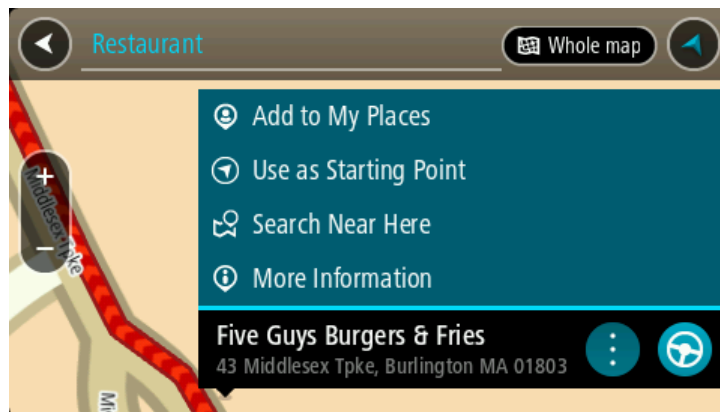 Restaurant
Whole map
Add to My Places
Use as Starting Point
Search Near Here
More Information
Five Guys Burgers & Fries
43 Middlesex Tpke, Burlington MA 01803
+
Middlesex Tpke
−
Mi